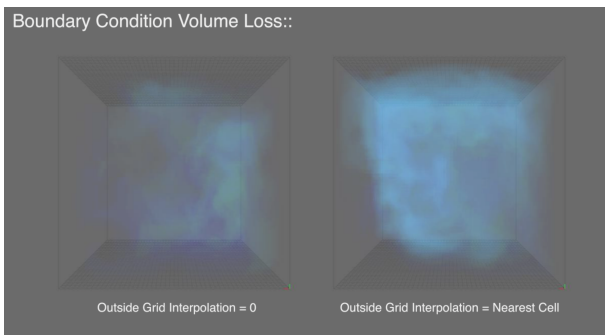 Boundary Condition Volume Loss::
Outside Grid Interpolation = 0
Outside Grid Interpolation = Nearest Cell